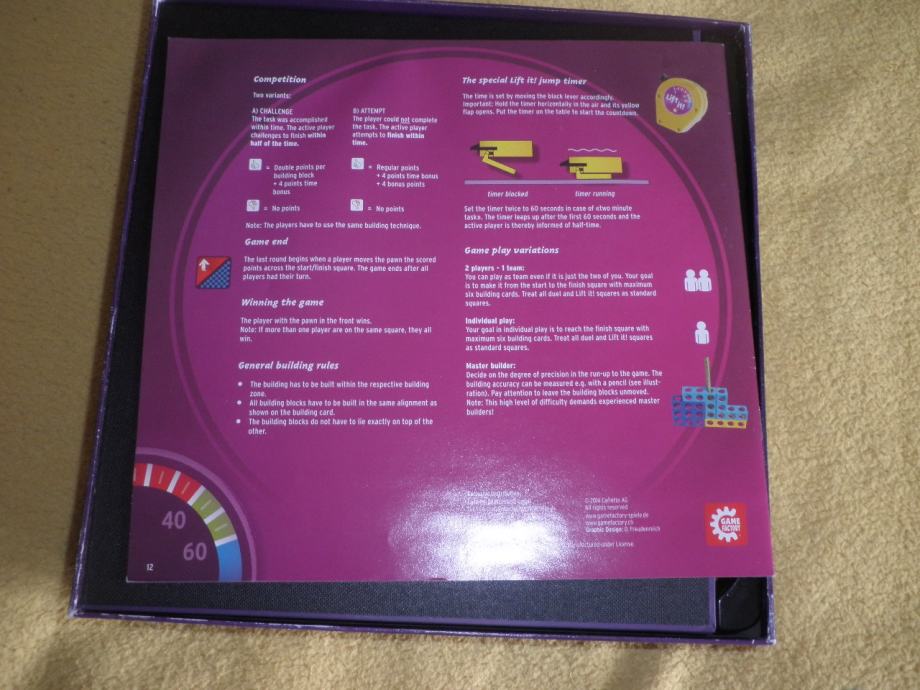 Competition
Two variants:
A) CHALLENGE
The task was accomplished
within time. The active player
challenges to finish within
half of the time.
B) ATTEMPT
The player could not complete
the task. The active player
attempts to finish within
time.
= Double points per
building block
+ 4 points time
bonus
= Regular points
+ 4 points time bonus
+ 4 bonus points
= No points
= No points
Note: The players have to use the same building technique.
Game end
The last round begins when a player moves the pawn the scored
points across the start/finish square. The game ends after all
players had their turn.
Winning the game
The player with the pawn in the front wins.
Note: If more than one player are on the same square, they all
win.
General building rules
• The building has to be built within the respective building
zone.
• All building blocks have to be built in the same alignment as
shown on the building card.
• The building blocks do not have to lie exactly on top of the
other.
40
60
12
The special Lift it! jump timer
The time is set by moving the black lever accordingly.
Important: Hold the timer horizontally in the air and its yellow
flap opens. Put the timer on the table to start the countdown.
Lift it!
timer blocked
timer running
Set the timer twice to 60 seconds in case of «two minute
task». The timer leaps up after the first 60 seconds and the
active player is thereby informed of half-time.
Game play variations
2 players - 1 team:
You can play as team even if it is just the two of you. Your goal
is to make it from the start to the finish square with maximum
six building cards. Treat all duel and Lift it! squares as standard
squares.
Individual play:
Your goal in individual play is to reach the finish square with
maximum six building cards. Treat all duel and Lift it! squares
as standard squares.
Master builder:
Decide on the degree of precision in the run-up to the game. The
building accuracy can be measured e.g. with a pencil (see illust-
ration). Pay attention to leave the building blocks unmoved.
Note: This high level of difficulty demands experienced master
builders!
© 2014 Carletto AG
All rights reserved
www.gamefactory-spiele.de
www.gamefactory.ch
Graphic Design: D. Freudenreich
under License.
GAME
FACTORY